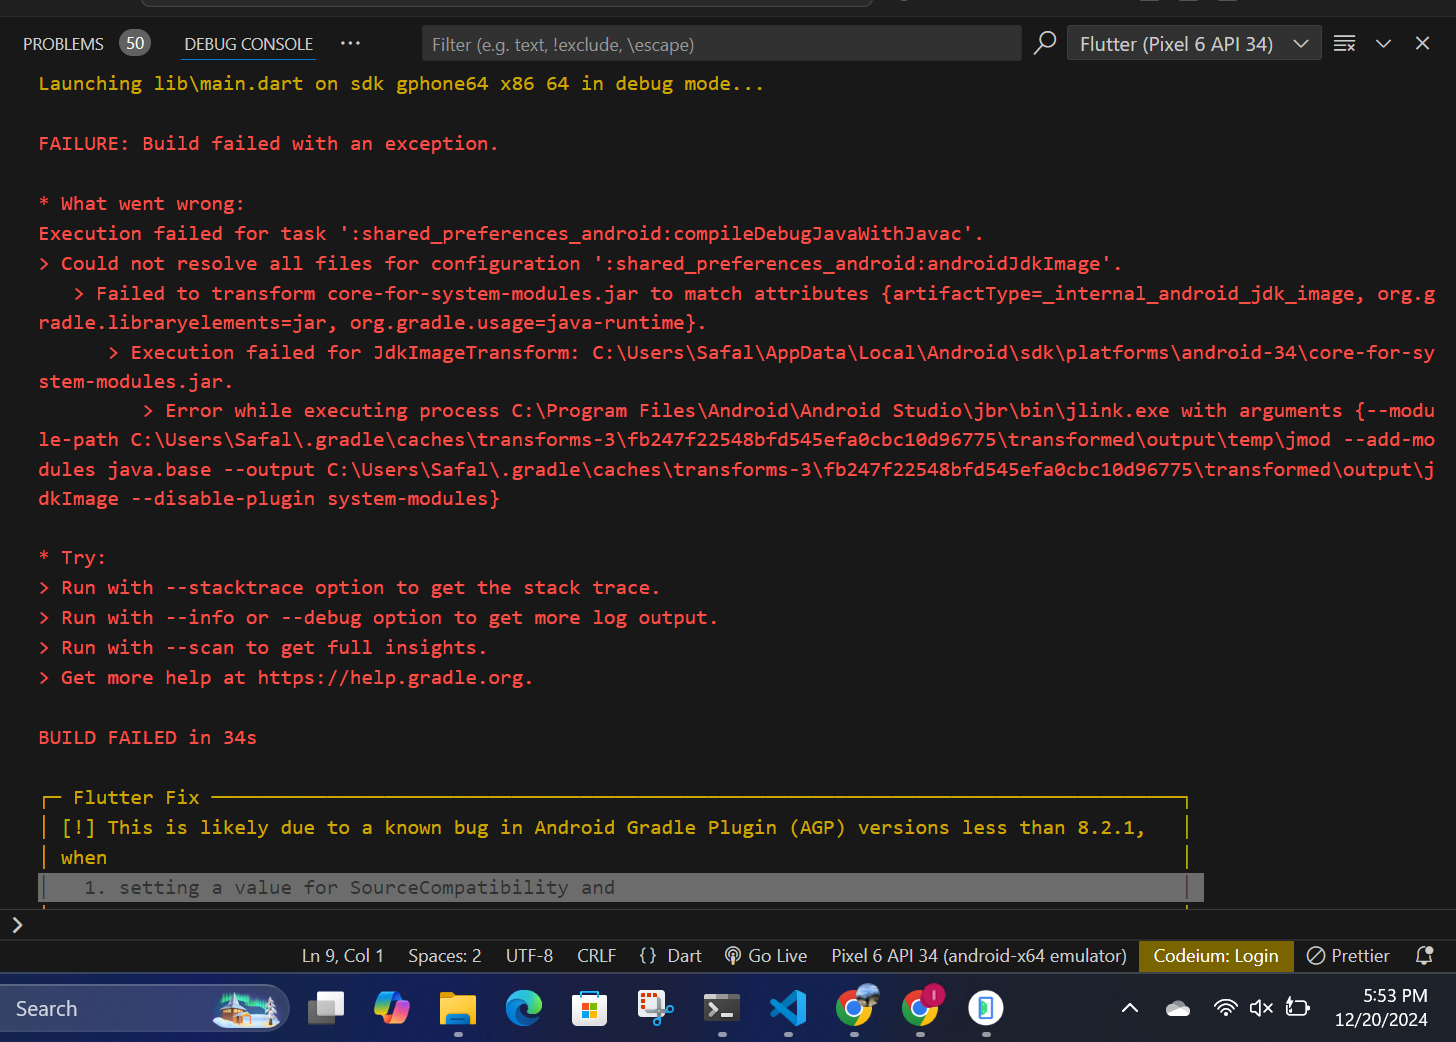 PROBLEMS 50 DEBUG CONSOLE ··· Filter (e.g. text, !exclude, \escape) Flutter (Pixel 6 API 34)
Launching lib\main.dart on sdk gphone64 x86 64 in debug mode...
FAILURE: Build failed with an exception.
* What went wrong:
Execution failed for task ':shared_preferences_android:compileDebugJavaWithJavac'.
> Could not resolve all files for configuration ':shared_preferences_android:androidJdkImage'.
> Failed to transform core-for-system-modules.jar to match attributes {artifactType=_internal_android_jdk_image, org.g
radle.libraryelements=jar, org.gradle.usage=java-runtime}.
> Execution failed for JdkImageTransform: C:\Users\Safal\AppData\Local\Android\sdk\platforms\android-34\core-for-sy
stem-modules.jar.
> Error while executing process C:\Program Files\Android\Android Studio\jbr\bin\jlink.exe with arguments {--modu
le-path C:\Users\Safal\.gradle\caches\transforms-3\fb247f22548bfd545efa0cbc10d96775\transformed\output\temp\jmod --add-mo
dules java.base --output C:\Users\Safal\.gradle\caches\transforms-3\fb247f22548bfd545efa0cbc10d96775\transformed\output\j
dkImage --disable-plugin system-modules}
* Try:
> Run with --stacktrace option to get the stack trace.
> Run with --info or --debug option to get more log output.
> Run with --scan to get full insights.
> Get more help at https://help.gradle.org.
BUILD FAILED in 34s
Flutter Fix
[!] This is likely due to a known bug in Android Gradle Plugin (AGP) versions less than 8.2.1,
when
1. setting a value for SourceCompatibility and
>
Ln 9, Col 1 Spaces: 2 UTF-8 CRLF {} Dart Go Live Pixel 6 API 34 (android-x64 emulator) Codeium: Login Prettier
Search
5:53 PM
12/20/2024